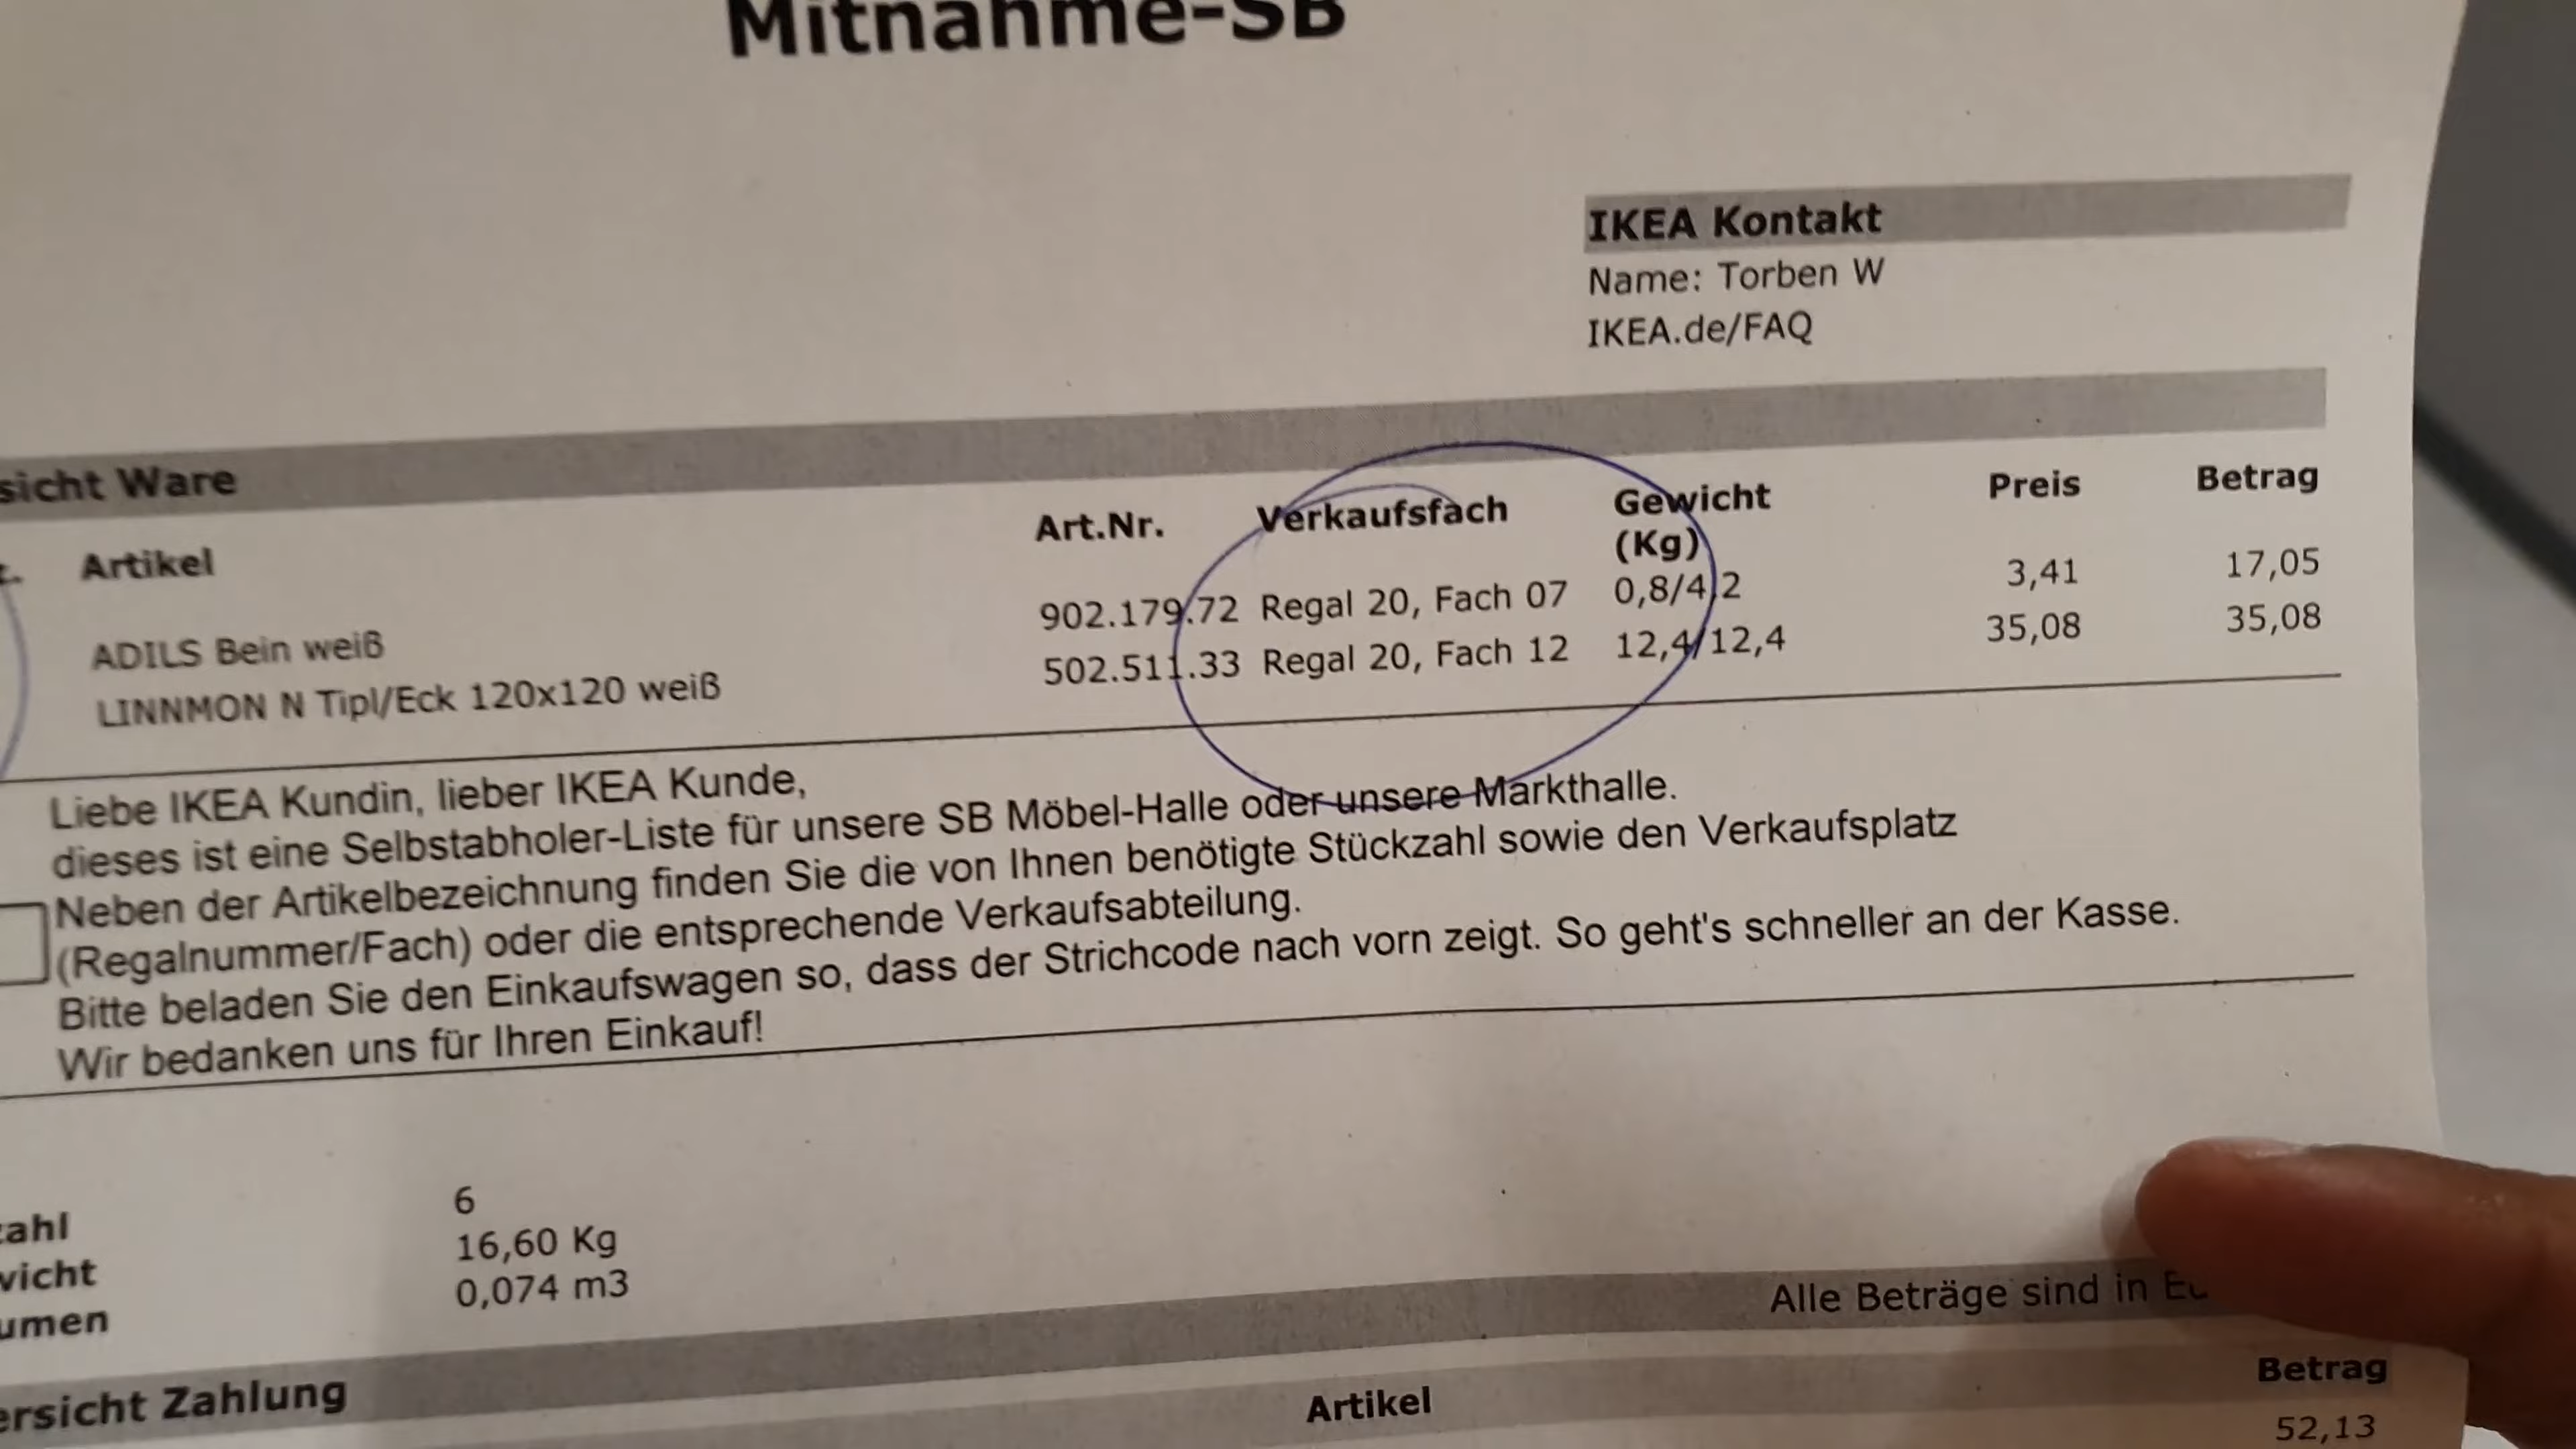 Mitnahme-SB
IKEA Kontakt
Name: Torben W
IKEA.de/FAQ
sicht Ware
Artikel Art.Nr. Verkaufsfach Gewicht (Kg) Preis Betrag
ADILS Bein weiß 902.179.72 Regal 20, Fach 07 0,8/4,2 3,41 17,05
LINNMON N Tipl/Eck 120x120 weiß 502.511.33 Regal 20, Fach 12 12,4/12,4 35,08 35,08
Liebe IKEA Kundin, lieber IKEA Kunde,
dieses ist eine Selbstabholer-Liste für unsere SB Möbel-Halle oder unsere Markthalle.
Neben der Artikelbezeichnung finden Sie die von Ihnen benötigte Stückzahl sowie den Verkaufsplatz
(Regalnummer/Fach) oder die entsprechende Verkaufsabteilung.
Bitte beladen Sie den Einkaufswagen so, dass der Strichcode nach vorn zeigt. So geht's schneller an der Kasse.
Wir bedanken uns für Ihren Einkauf!
zahl 6
wicht 16,60 Kg
umen 0,074 m3
Alle Beträge sind in
ersicht Zahlung
Artikel Betrag
52,13